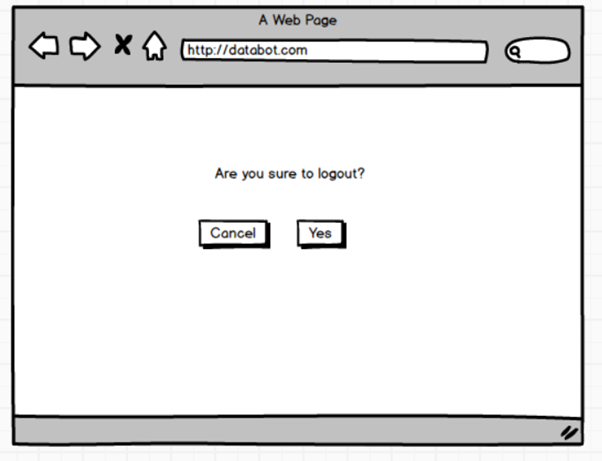 A Web Page
http://databot.com
Are you sure to logout?
Cancel Yes